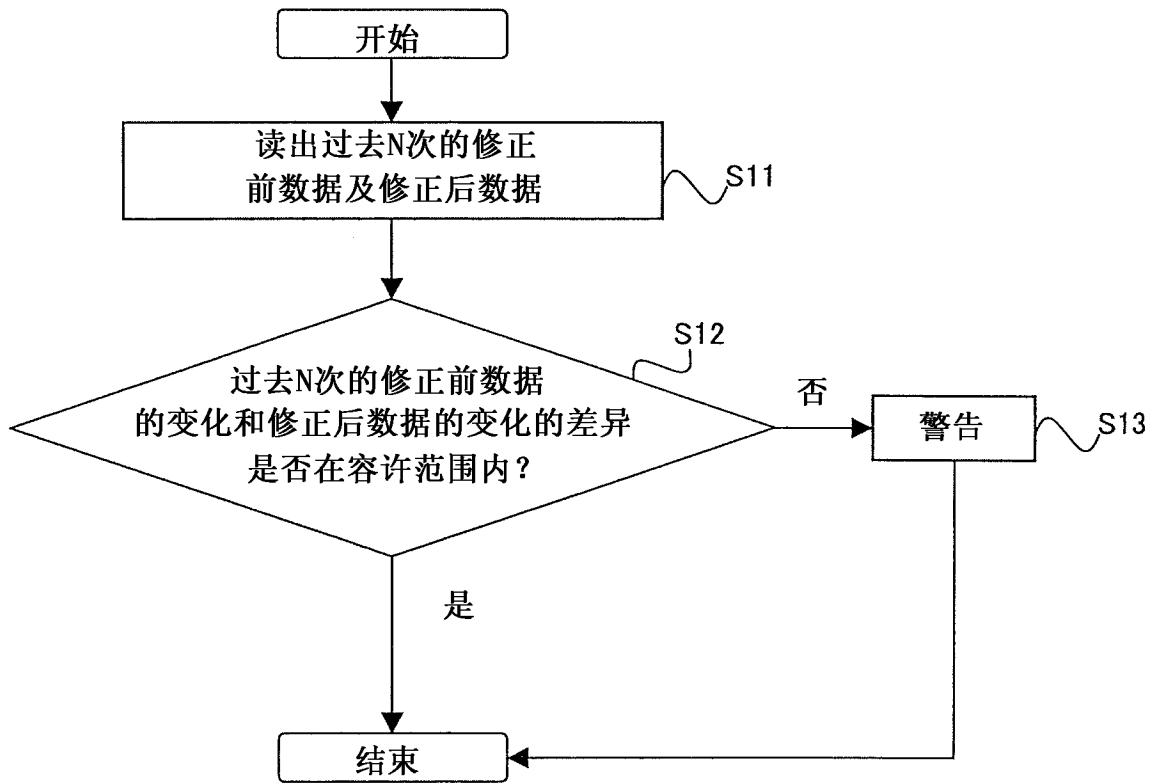 开始
读出过去N次的修正
前数据及修正后数据
S11
S12
过去N次的修正前数据
的变化和修正后数据的变化的差异
是否在容许范围内？
否
警告
S13
是
结束